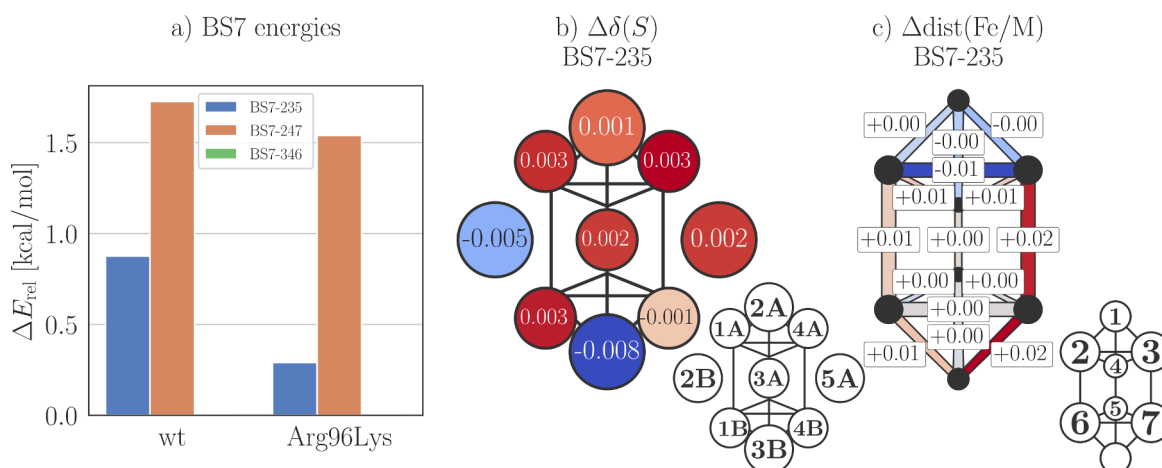 a) BS7 energies
ΔE_rel [kcal/mol]
1.5
1.0
0.5
0.0
BS7-235
BS7-247
BS7-346
wt
Arg96Lys
b) Δδ(S)
BS7-235
0.001
0.003
0.003
-0.005
0.002
0.002
0.003
-0.001
-0.008
2A
1A
4A
2B
3A
5A
1B
4B
3B
c) Δdist(Fe/M)
BS7-235
+0.00
-0.00
-0.00
-0.01
+0.01
+0.01
+0.01
+0.00
+0.02
+0.00
+0.00
+0.00
+0.00
+0.01
+0.02
1
2
3
4
5
6
7